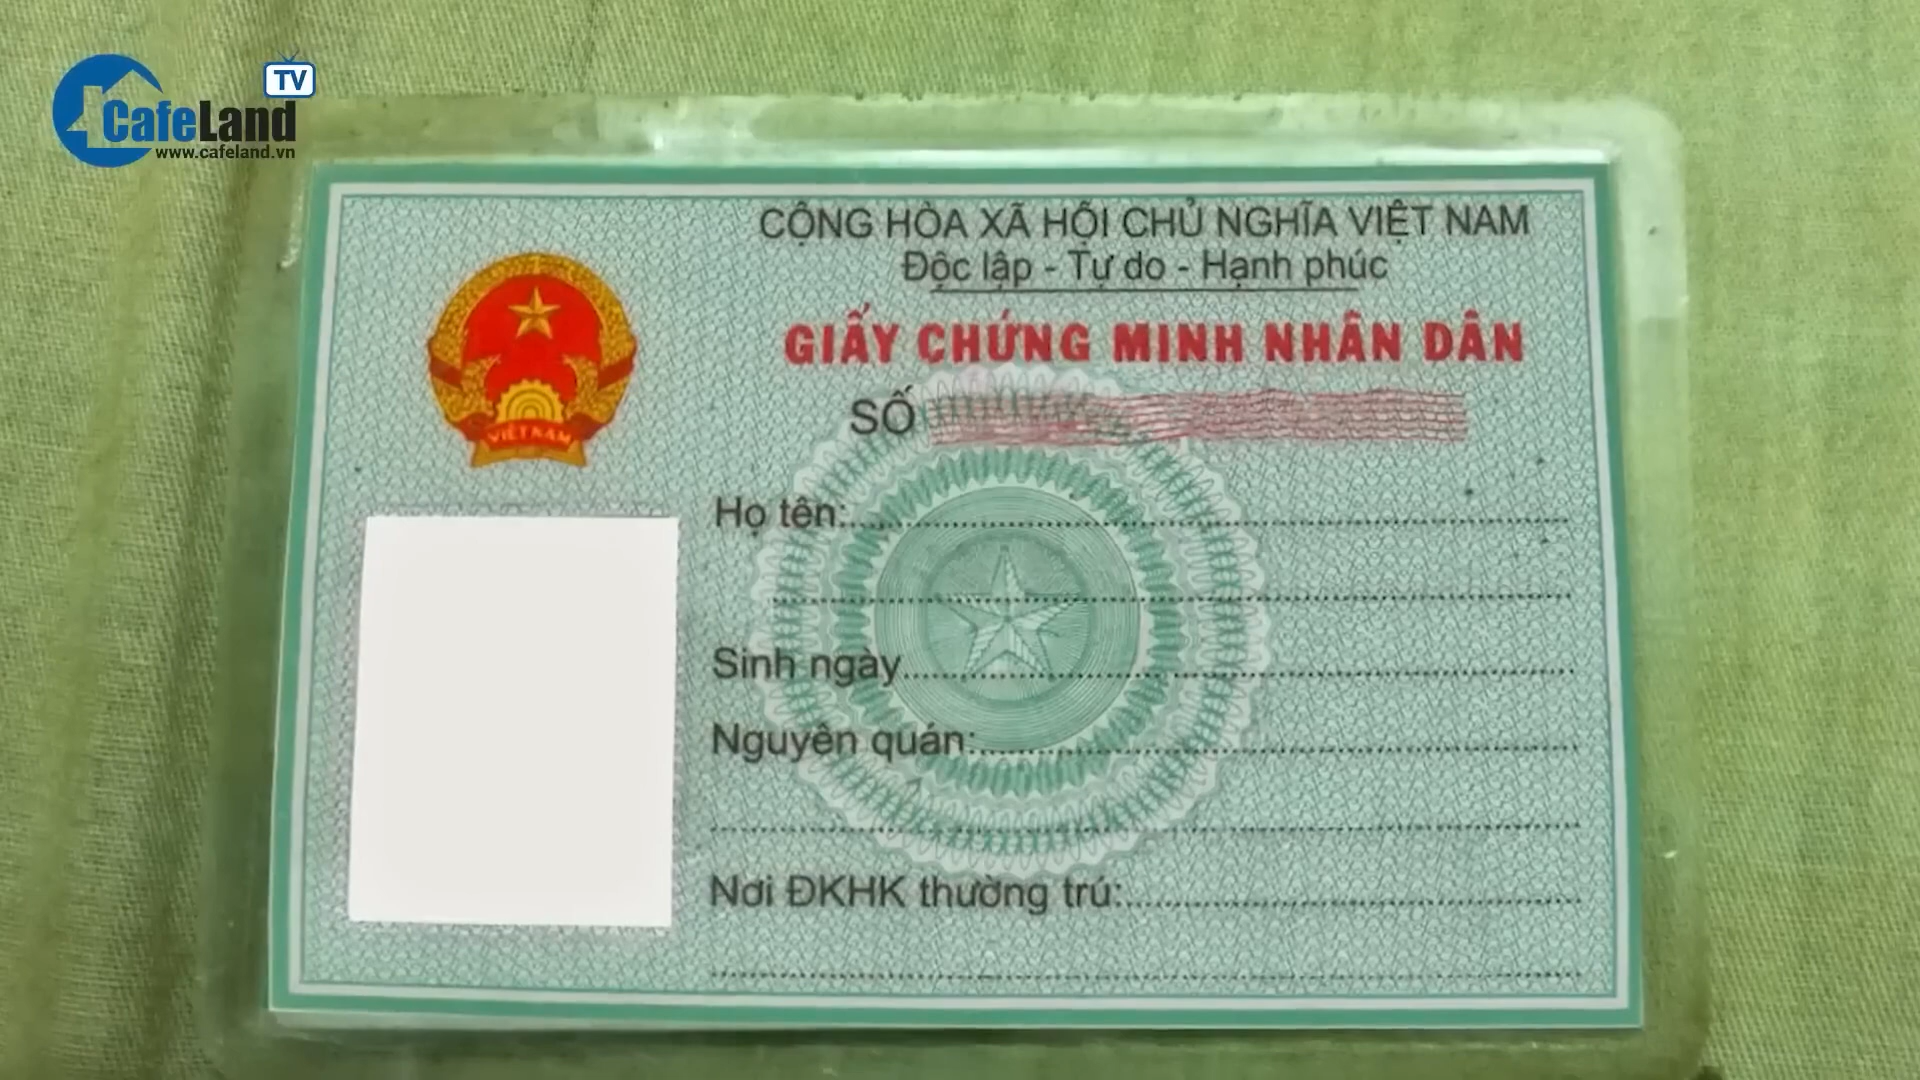 TV
CafeLand
www.cafeland.vn
CỘNG HÒA XÃ HỘI CHỦ NGHĨA VIỆT NAM
Độc lập - Tự do - Hạnh phúc
GIẤY CHỨNG MINH NHÂN DÂN
SỐ
VIỆT NAM
Họ tên:
Sinh ngày
Nguyên quán:
Nơi ĐKHK thường trú: